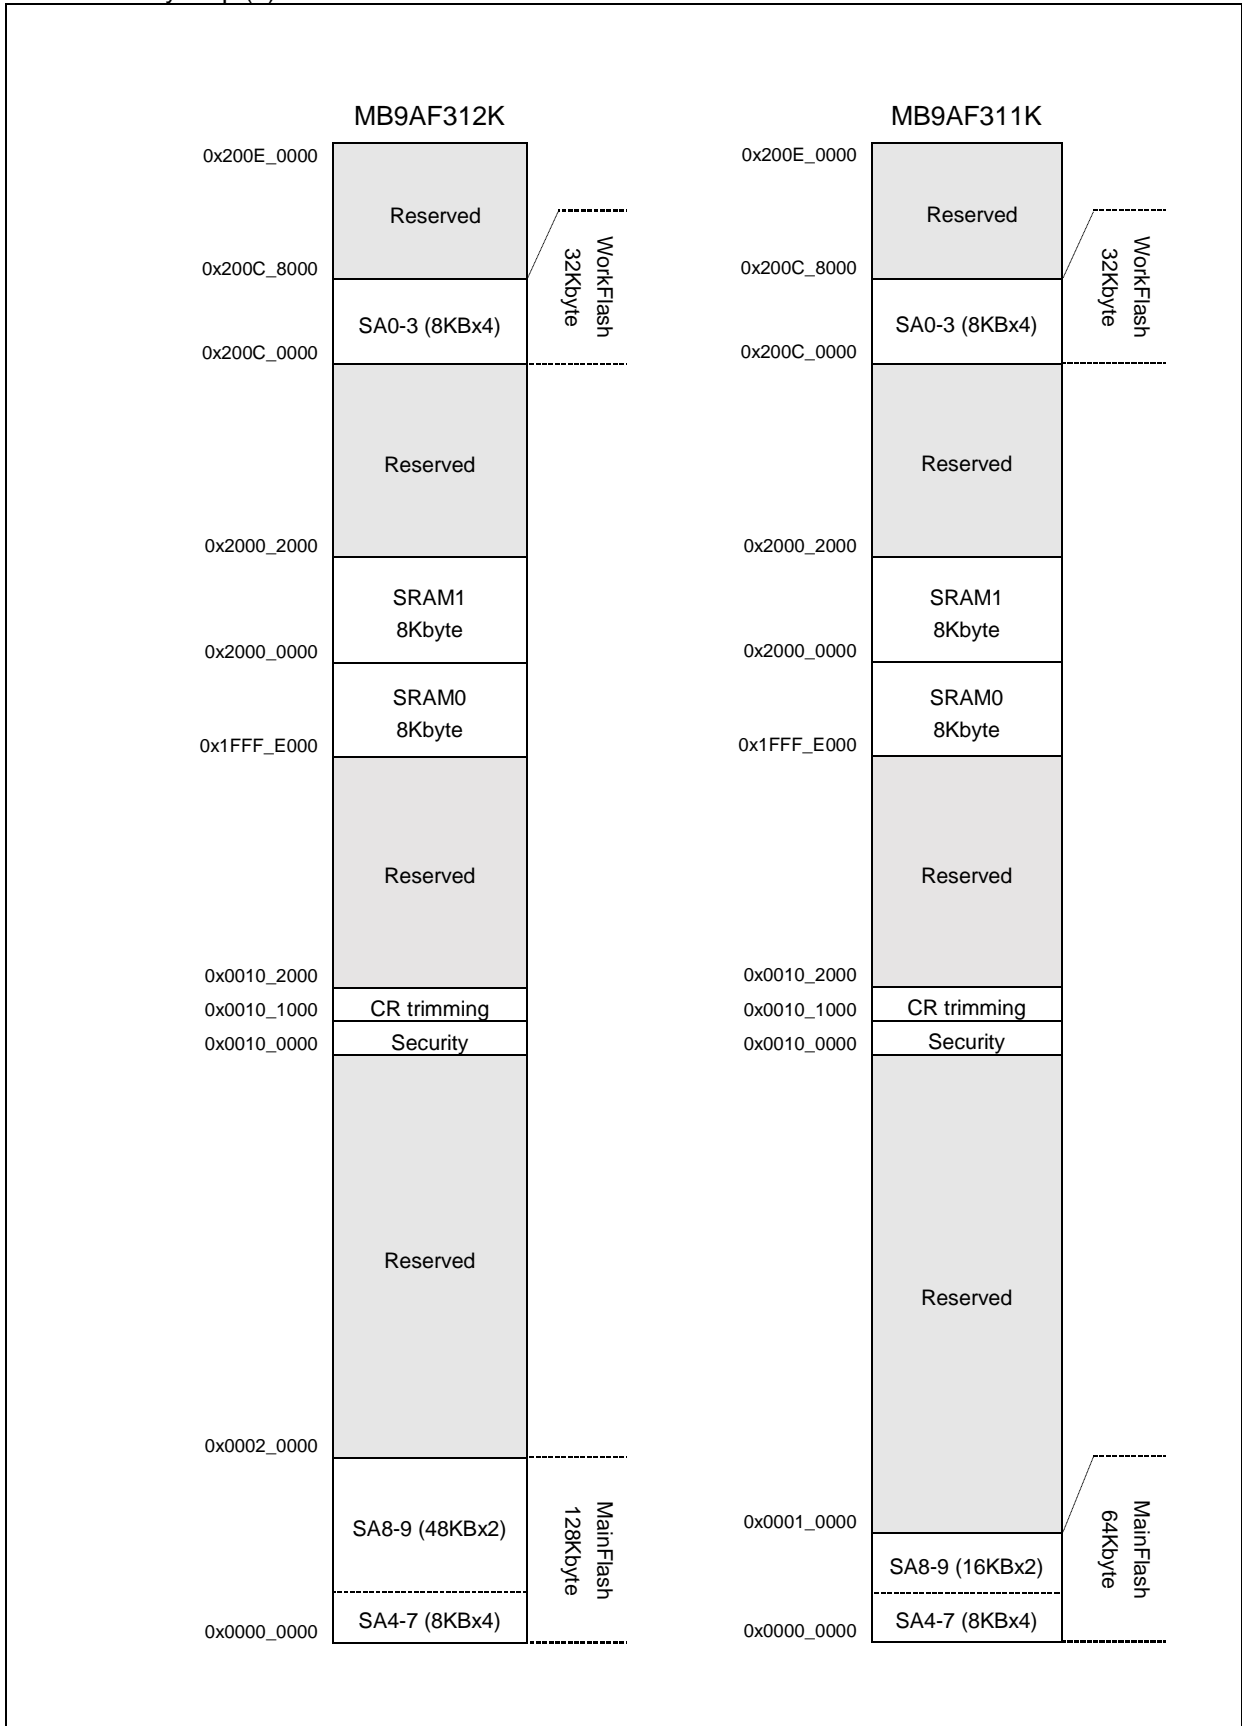 MB9AF312K
0x200E_0000
Reserved
0x200C_8000
WorkFlash
32Kbyte
SA0-3 (8KBx4)
0x200C_0000
Reserved
0x2000_2000
SRAM1
8Kbyte
0x2000_0000
SRAM0
8Kbyte
0x1FFF_E000
Reserved
0x0010_2000
CR trimming
0x0010_1000
Security
0x0010_0000
Reserved
0x0002_0000
SA8-9 (48KBx2)
MainFlash
128Kbyte
SA4-7 (8KBx4)
0x0000_0000
MB9AF311K
0x200E_0000
Reserved
0x200C_8000
WorkFlash
32Kbyte
SA0-3 (8KBx4)
0x200C_0000
Reserved
0x2000_2000
SRAM1
8Kbyte
0x2000_0000
SRAM0
8Kbyte
0x1FFF_E000
Reserved
0x0010_2000
CR trimming
0x0010_1000
Security
0x0010_0000
Reserved
0x0001_0000
MainFlash
64Kbyte
SA8-9 (16KBx2)
SA4-7 (8KBx4)
0x0000_0000